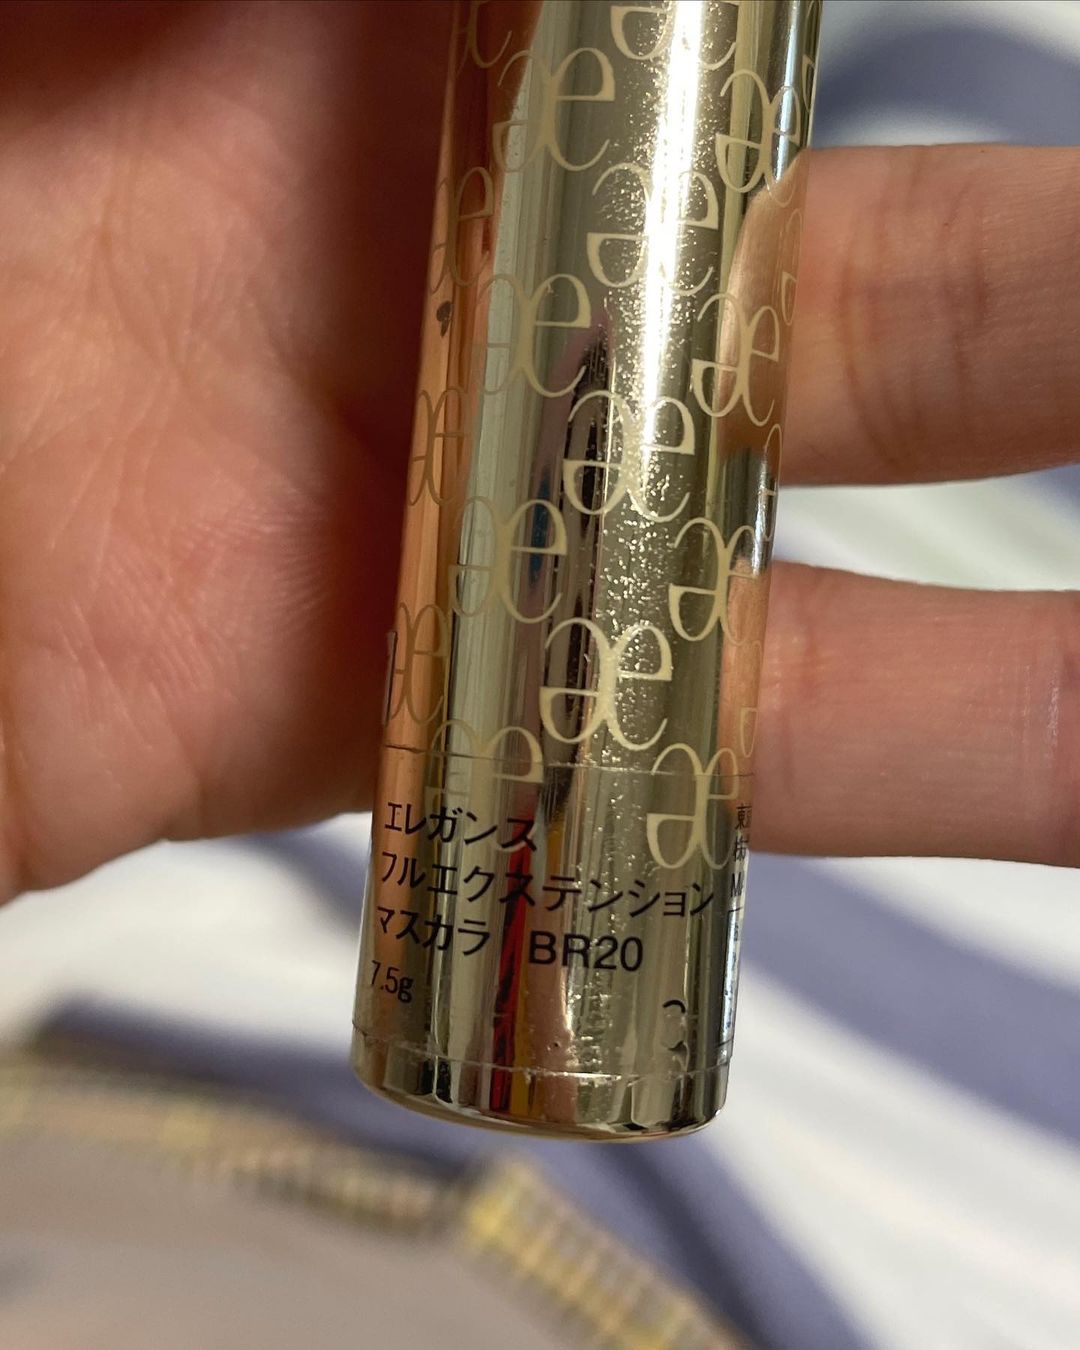 エレガンス
フルエクステンション
マスカラ BR20
7.5g